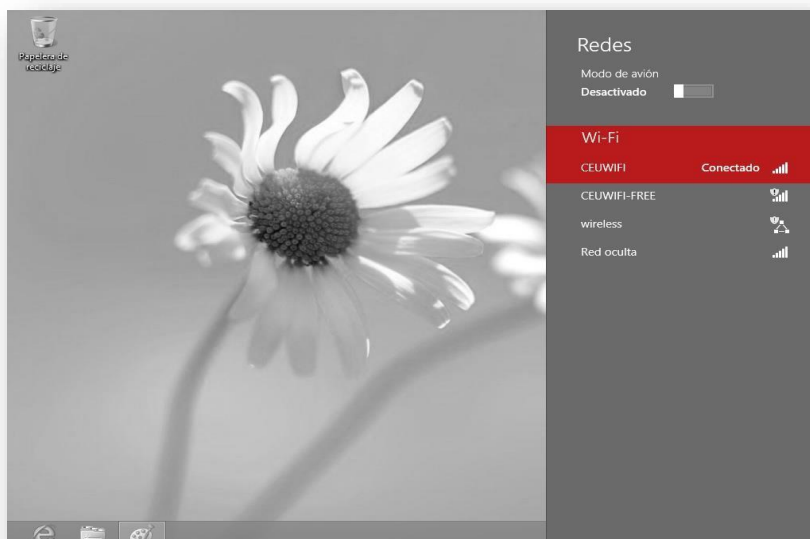 Papelera de
reciclaje
Redes
Modo de avión
Desactivado
Wi-Fi
CEUWIFI Conectado
CEUWIFI-FREE
wireless
Red oculta